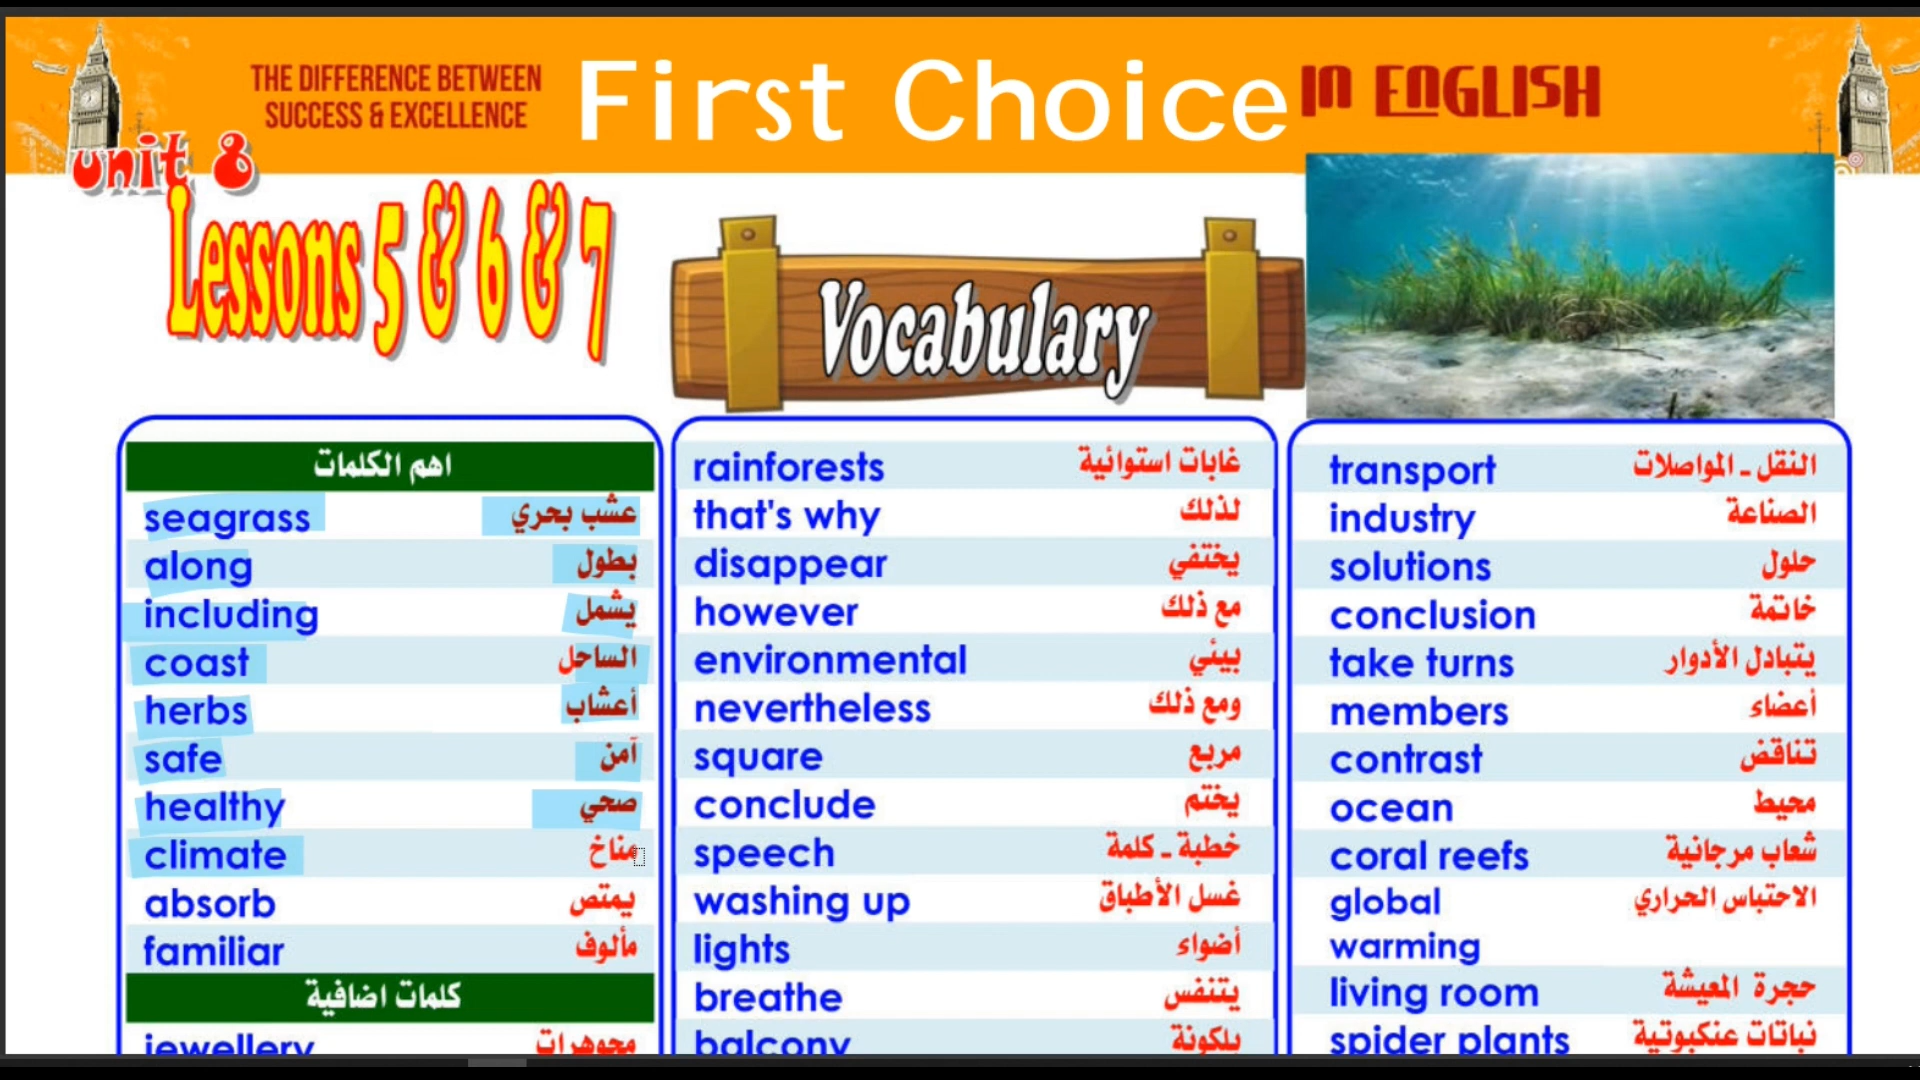 THE DIFFERENCE BETWEEN
SUCCESS & EXCELLENCE
First Choice
IN ENGLISH
unit 8
Lessons 5 & 6 & 7
Vocabulary
اهم الكلمات
seagrass عشب بحري
along بطول
including يشمل
coast الساحل
herbs أعشاب
safe آمن
healthy صحي
climate مناخ
absorb يمتص
familiar مألوف
كلمات اضافية
jewellery مجوهرات
rainforests غابات استوائية
that's why لذلك
disappear يختفي
however مع ذلك
environmental بيئي
nevertheless ومع ذلك
square مربع
conclude يختم
speech خطبة - كلمة
washing up غسل الأطباق
lights أضواء
breathe يتنفس
balcony بلكونة
transport النقل - المواصلات
industry الصناعة
solutions حلول
conclusion خاتمة
take turns يتبادل الأدوار
members أعضاء
contrast تناقض
ocean محيط
coral reefs شعاب مرجانية
global الاحتباس الحراري
warming
living room حجرة المعيشة
spider plants نباتات عنكبوتية